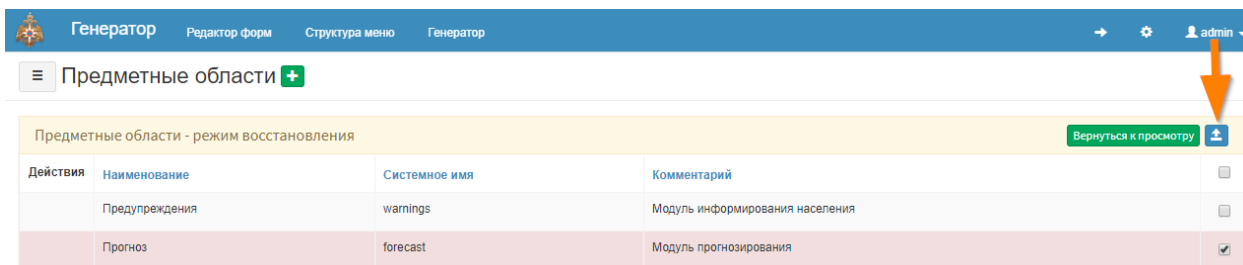 Генератор Редактор форм Структура меню Генератор admin
Предметные области
Предметные области - режим восстановления Вернуться к просмотру
Действия Наименование Системное имя Комментарий
Предупреждения warnings Модуль информирования населения
Прогноз forecast Модуль прогнозирования